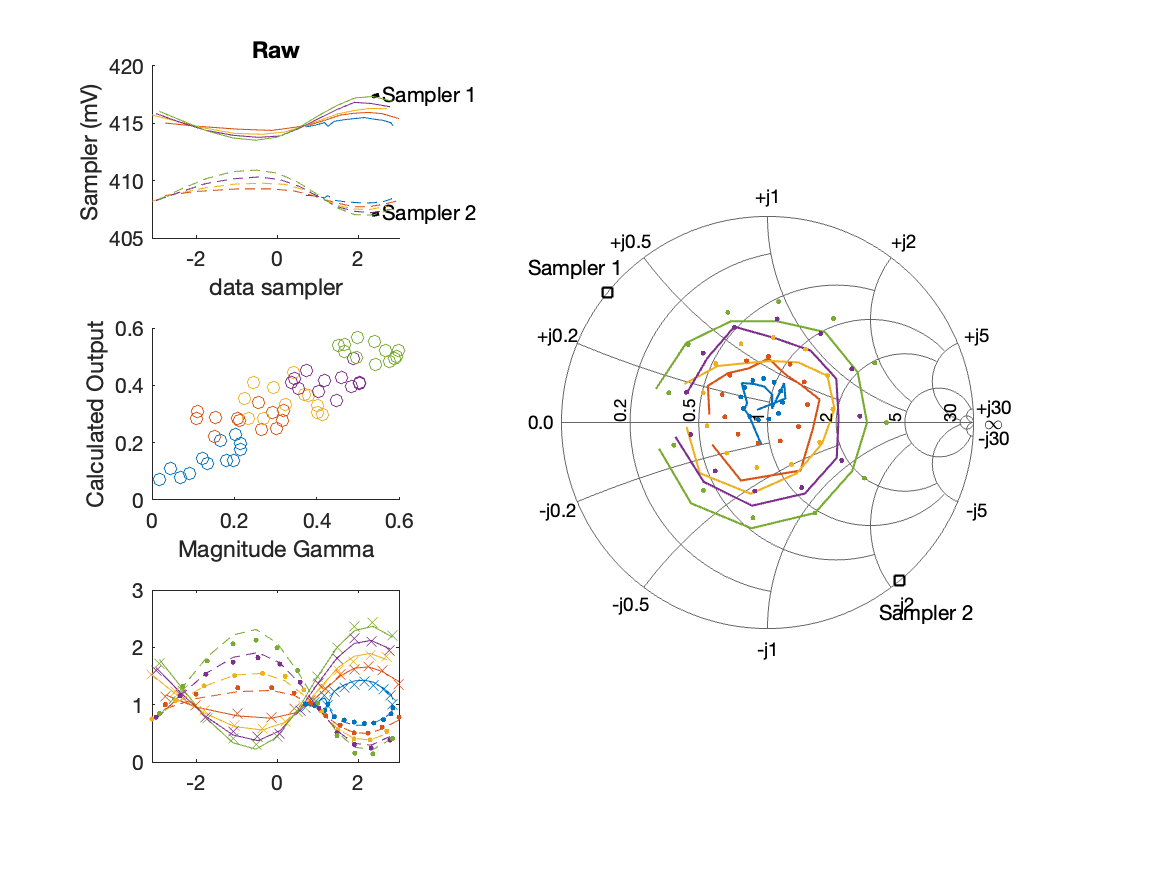 Raw
420
415
410
405
Sampler (mV)
Sampler 1
Sampler 2
-2
0
2
data sampler
0.6
0.4
0.2
0
Calculated Output
0
0.2
0.4
0.6
Magnitude Gamma
3
2
1
0
-2
0
2
+j1
+j0.5
+j2
Sampler 1
+j0.2
+j5
0.0
0.2
0.5
1
2
5
30
+j30
∞
-j30
-j0.2
-j5
-j0.5
-j2
Sampler 2
-j1